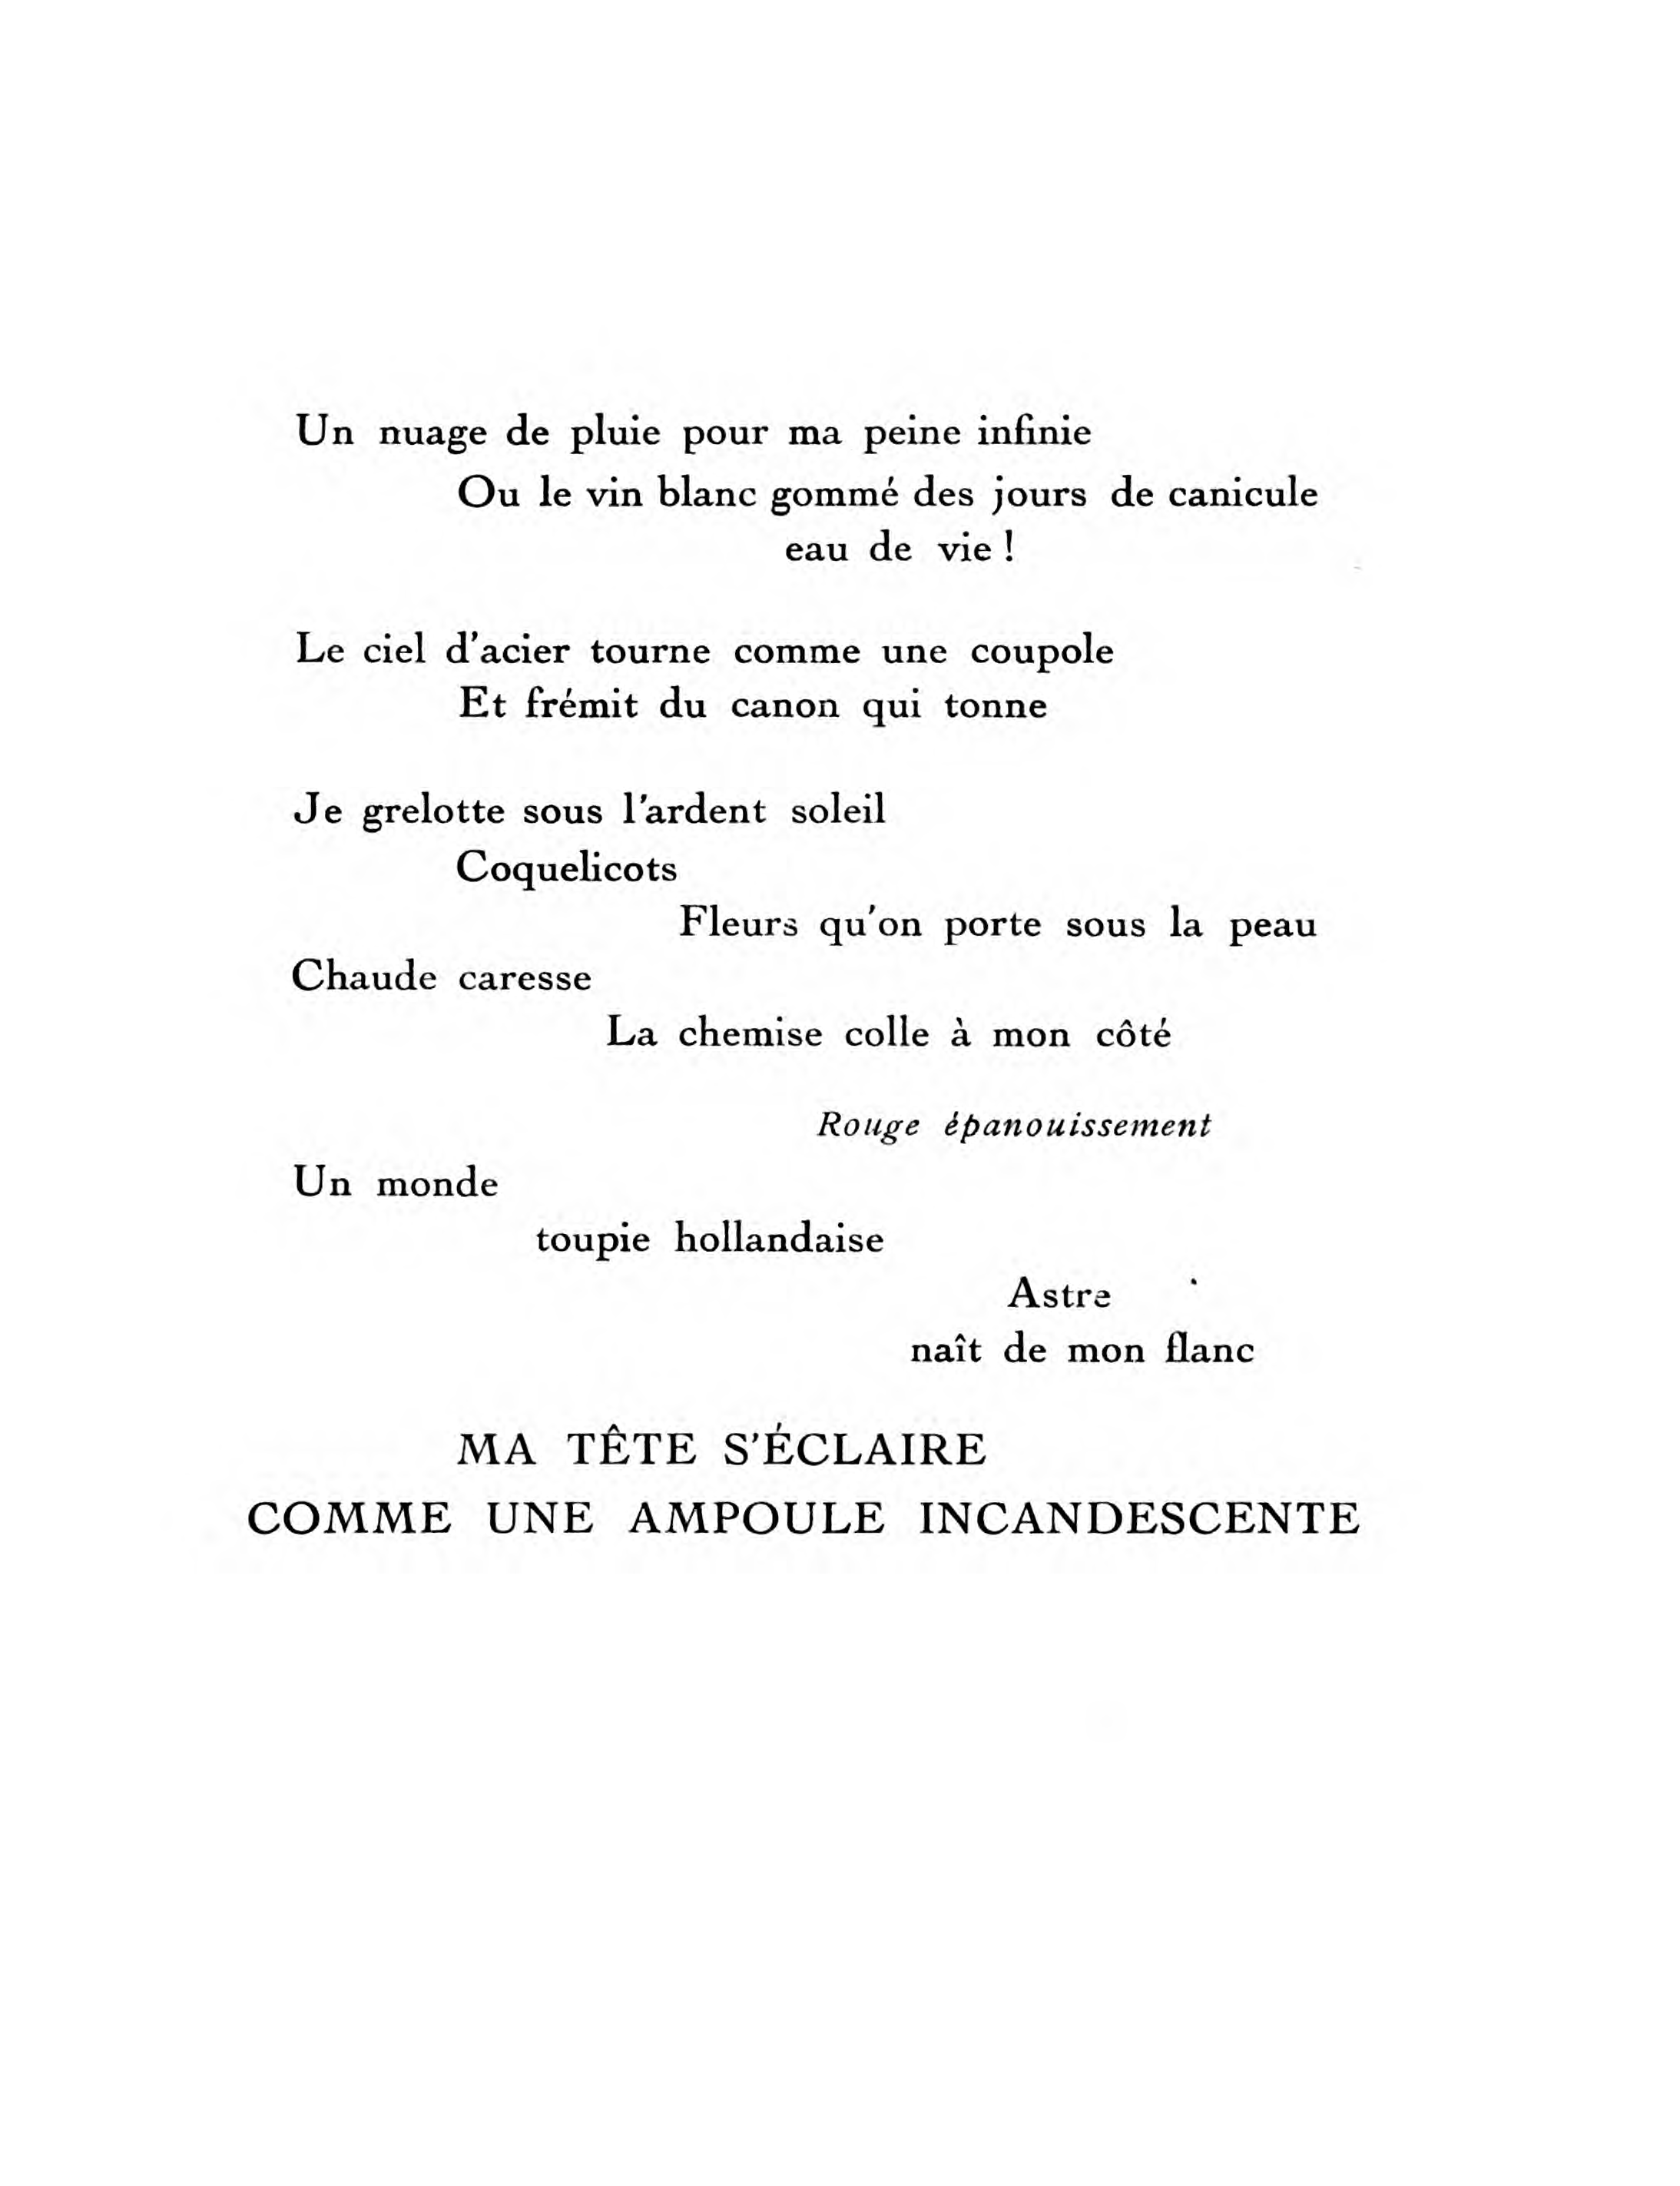 Un nuage de pluie pour ma peine infinie
Ou le vin blanc gommé des jours de canicule
eau de vie !
Le ciel d'acier tourne comme une coupole
Et frémit du canon qui tonne
Je grelotte sous l'ardent soleil
Coquelicots
Fleurs qu'on porte sous la peau
Chaude caresse
La chemise colle à mon côté
Rouge épanouissement
Un monde
toupie hollandaise
Astre
naît de mon flanc
MA TÊTE S'ÉCLAIRE
COMME UNE AMPOULE INCANDESCENTE